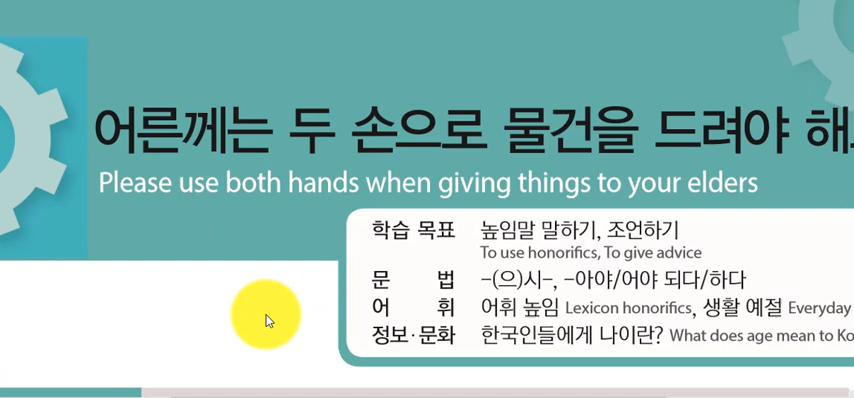 어른께는 두 손으로 물건을 드려야 해
Please use both hands when giving things to your elders
학습 목표 높임말 말하기, 조언하기
To use honorifics, To give advice
문 법 -(으)시-, -아야/어야 되다/하다
어 휘 어휘 높임 Lexicon honorifics, 생활 예절 Everyday
정보·문화 한국인들에게 나이란? What does age mean to Ko